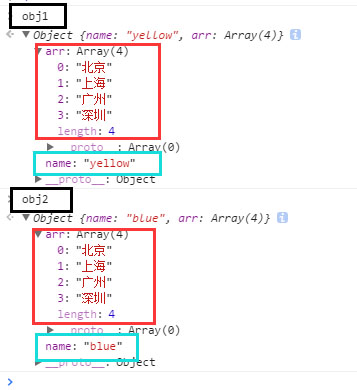 obj1
Object {name: "yellow", arr: Array(4)}
arr: Array(4)
0: "北京"
1: "上海"
2: "广州"
3: "深圳"
length: 4
__proto__: Array(0)
name: "yellow"
__proto__: Object
obj2
Object {name: "blue", arr: Array(4)}
arr: Array(4)
0: "北京"
1: "上海"
2: "广州"
3: "深圳"
length: 4
__proto__: Array(0)
name: "blue"
__proto__: Object